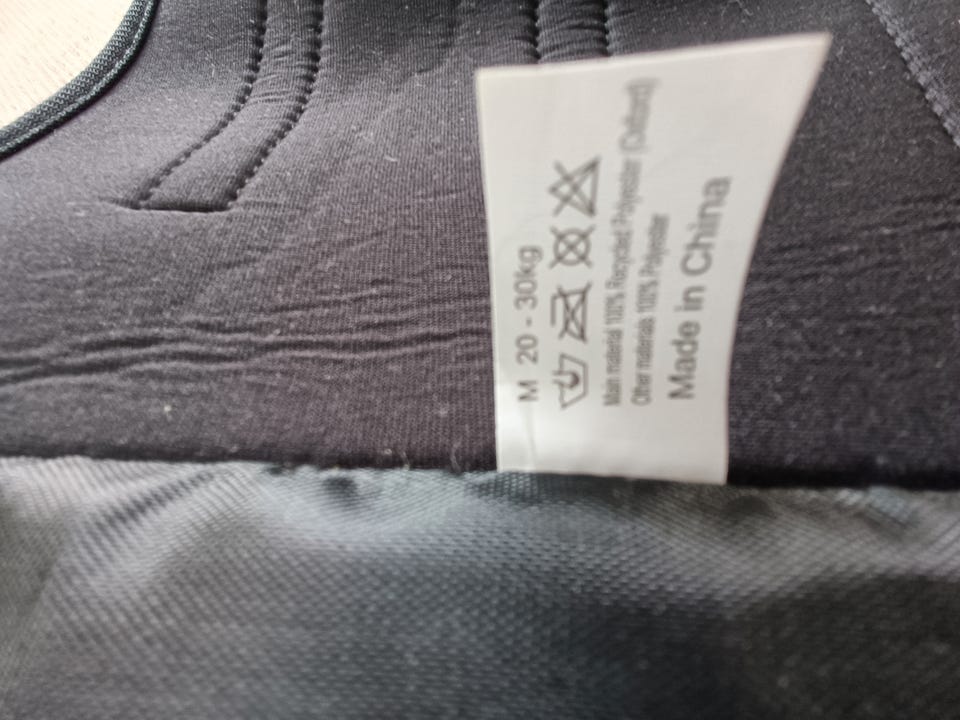 M 20 - 30kg
Main material 100% Recycled Polyester (Oxford)
Other materials 100% Polyester
Made in China